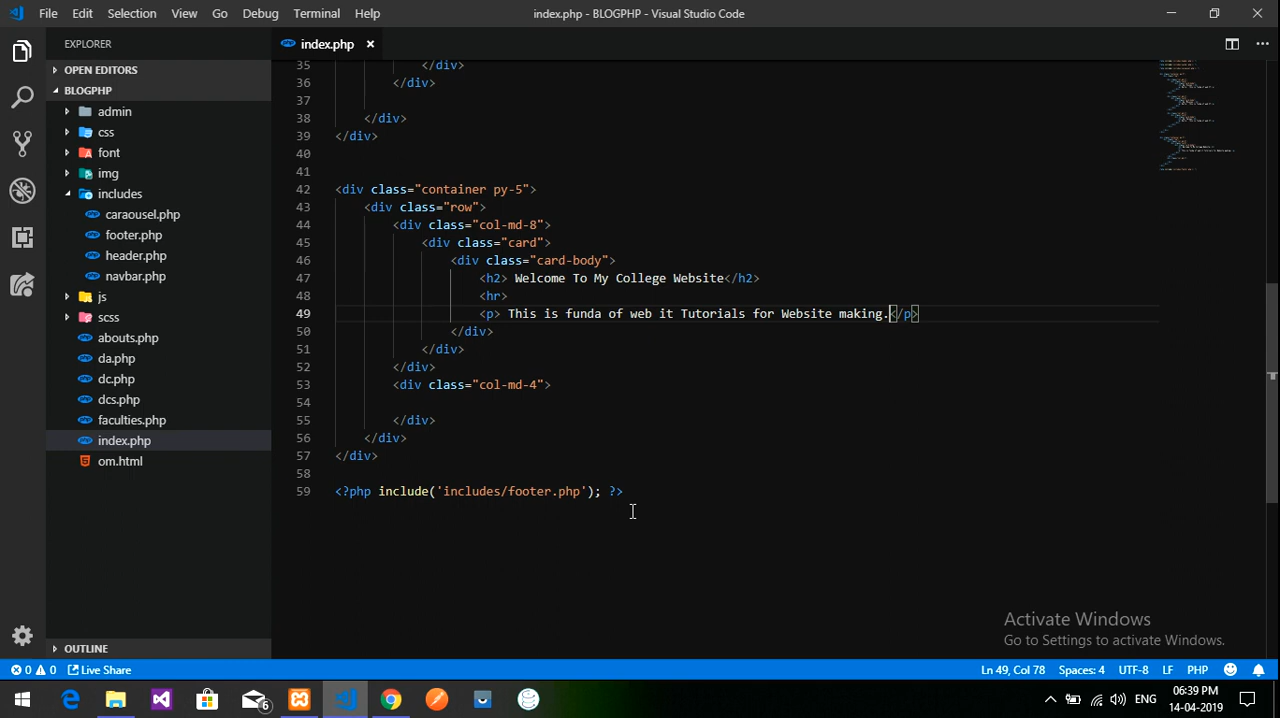 File Edit Selection View Go Debug Terminal Help
index.php - BLOGPHP - Visual Studio Code
EXPLORER
index.php
OPEN EDITORS
BLOGPHP
admin
css
font
img
includes
caraousel.php
footer.php
header.php
navbar.php
js
scss
abouts.php
da.php
dc.php
dcs.php
faculties.php
index.php
om.html
OUTLINE
35 </div>
36 </div>
37
38 </div>
39 </div>
40
41
42 <div class="container py-5">
43 <div class="row">
44 <div class="col-md-8">
45 <div class="card">
46 <div class="card-body">
47 <h2> Welcome To My College Website</h2>
48 <hr>
49 <p> This is funda of web it Tutorials for Website making.</p>
50 </div>
51 </div>
52 </div>
53 <div class="col-md-4">
54
55 </div>
56 </div>
57 </div>
58
59 <?php include('includes/footer.php'); ?>
Activate Windows
Go to Settings to activate Windows.
0 0 Live Share
Ln 49, Col 78 Spaces: 4 UTF-8 LF PHP
6
ENG
06:39 PM
14-04-2019